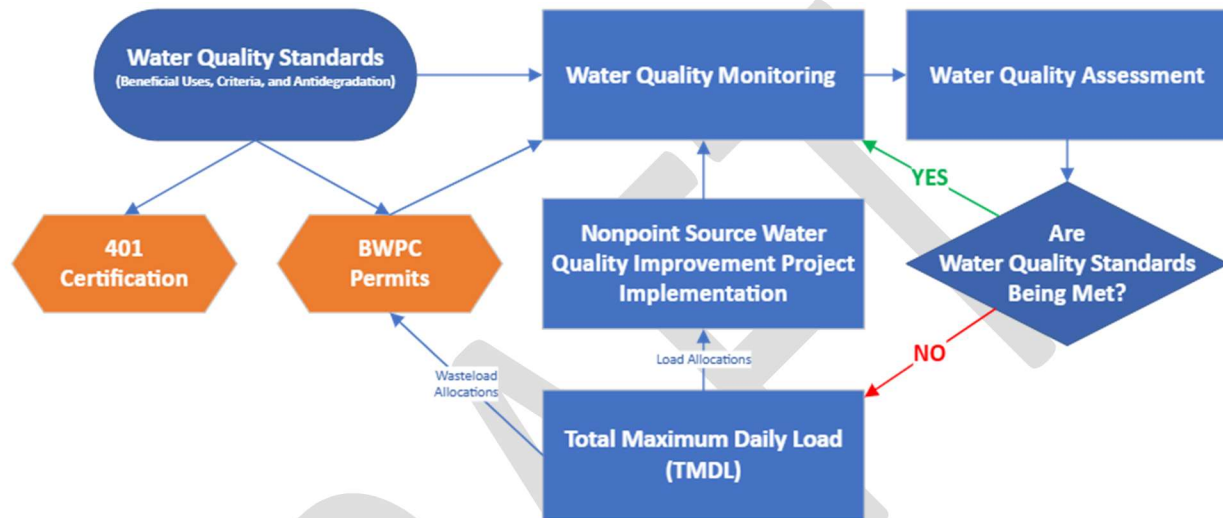 Water Quality Standards
(Beneficial Uses, Criteria, and Antidegradation)
Water Quality Monitoring
Water Quality Assessment
YES
401
Certification
BWPC
Permits
Nonpoint Source Water
Quality Improvement Project
Implementation
Are
Water Quality Standards
Being Met?
NO
Wasteload
Allocations
Load Allocations
Total Maximum Daily Load
(TMDL)